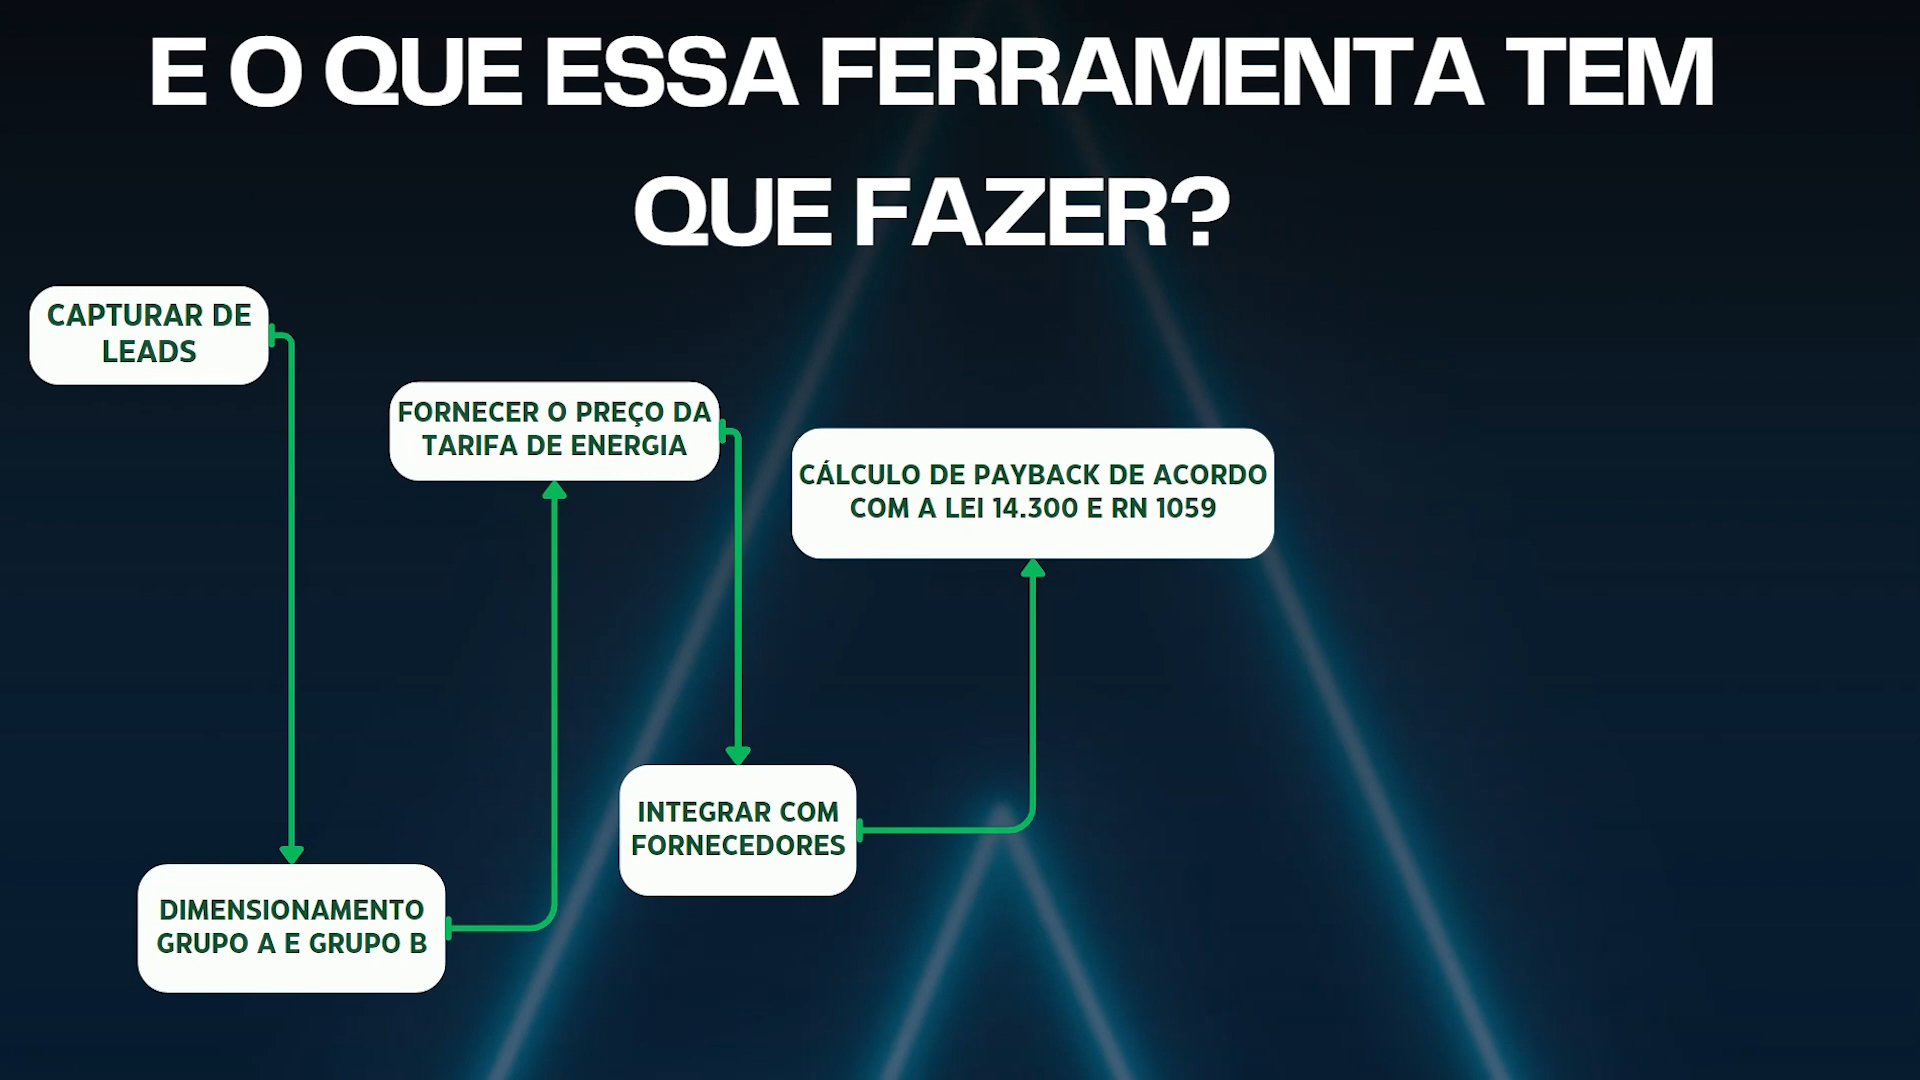 E O QUE ESSA FERRAMENTA TEM
QUE FAZER?
CAPTURAR DE
LEADS
DIMENSIONAMENTO
GRUPO A E GRUPO B
FORNECER O PREÇO DA
TARIFA DE ENERGIA
INTEGRAR COM
FORNECEDORES
CÁLCULO DE PAYBACK DE ACORDO
COM A LEI 14.300 E RN 1059